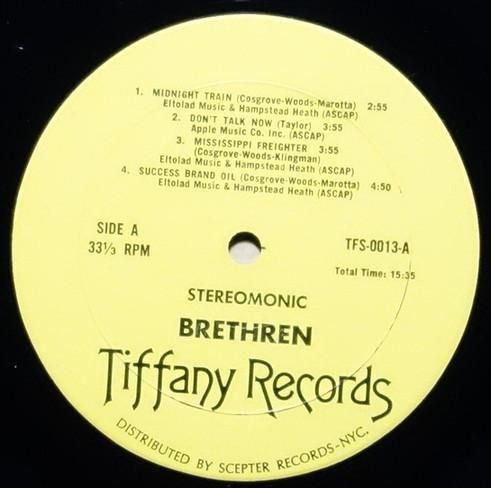 1. MIDNIGHT TRAIN (Cosgrove-Woods-Marotta) 2:55
Eltolad Music & Hampstead Heath (ASCAP)
2. DON'T TALK NOW (Taylor) 3:55
Apple Music Co. Inc. (ASCAP)
3. MISSISSIPPI FREIGHTER 3:55
(Cosgrove-Woods-Klingman)
Eltolad Music & Hampstead Heath (ASCAP)
4. SUCCESS BRAND OIL (Cosgrove-Woods-Marotta) 4:50
Eltolad Music & Hampstead Heath (ASCAP)
SIDE A
33⅓ RPM
TFS-0013-A
Total Time: 15:35
STEREOMONIC
BRETHREN
Tiffany Records
DISTRIBUTED BY SCEPTER RECORDS-NYC.